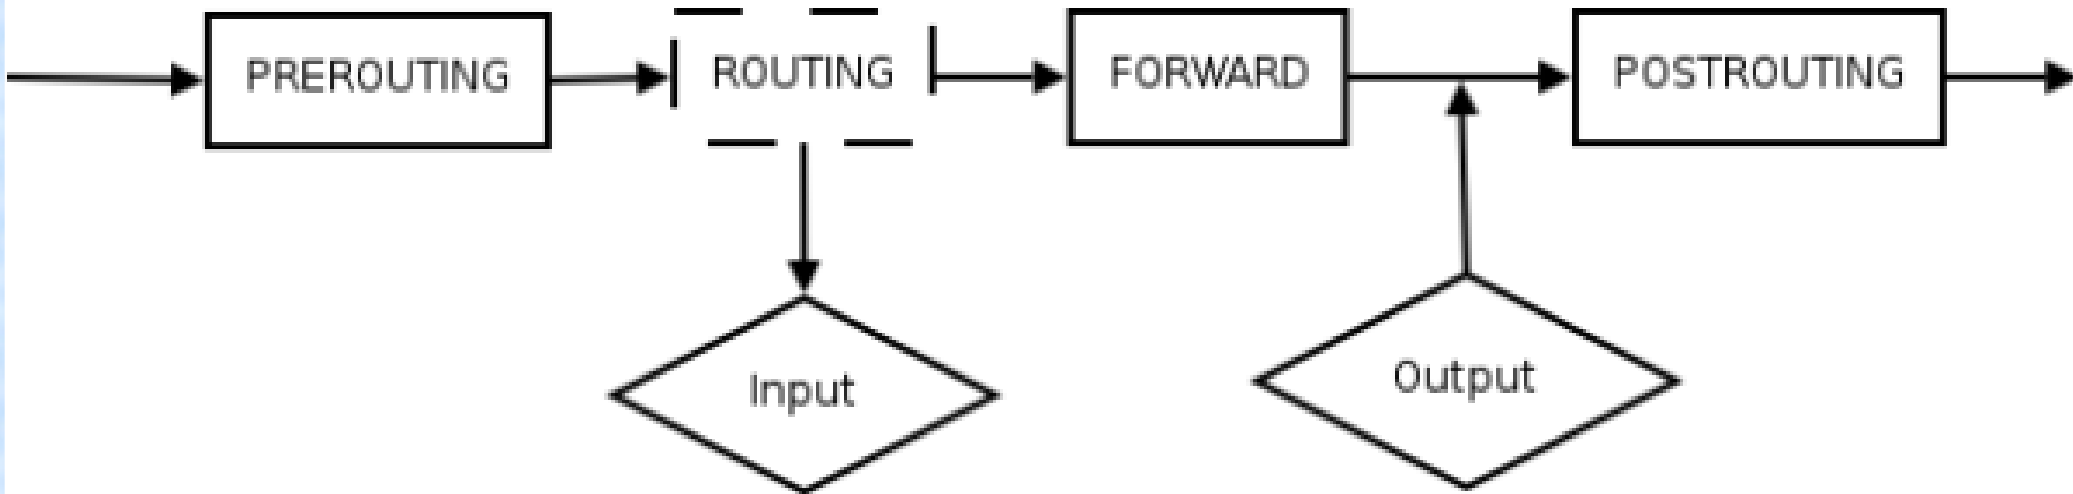 PREROUTING
ROUTING
FORWARD
POSTROUTING
Input
Output